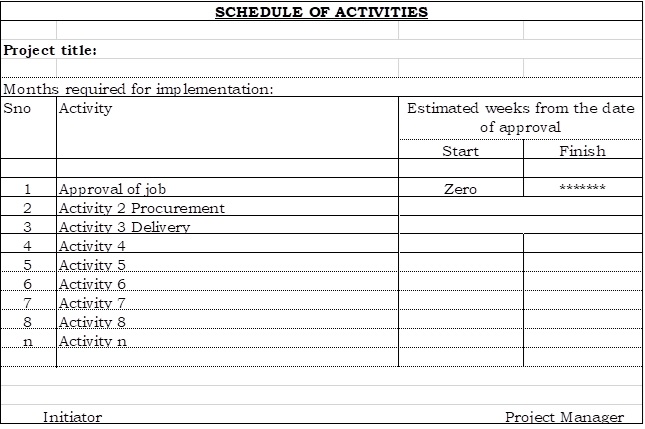 SCHEDULE OF ACTIVITIES
Project title:
Months required for implementation:
Sno Activity Estimated weeks from the date
of approval
Start Finish
1 Approval of job Zero *******
2 Activity 2 Procurement
3 Activity 3 Delivery
4 Activity 4
5 Activity 5
6 Activity 6
7 Activity 7
8 Activity 8
n Activity n
Initiator Project Manager